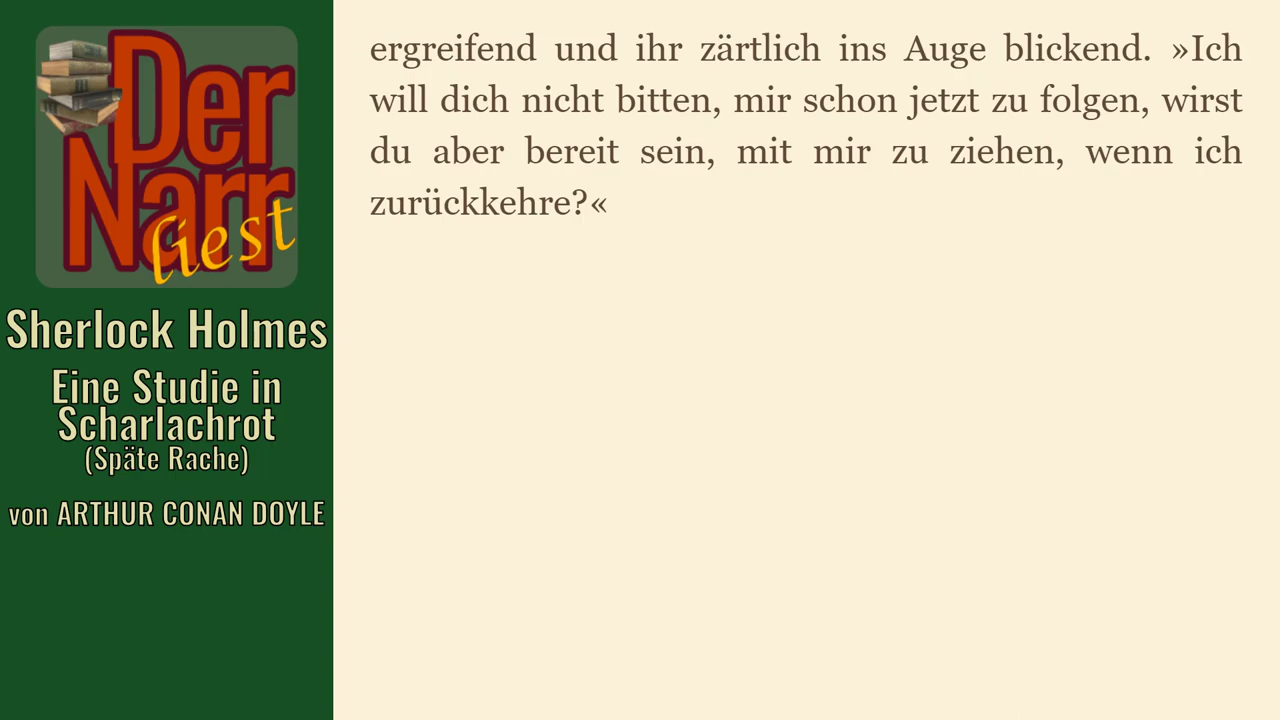 Der
Narr
liest
Sherlock Holmes
Eine Studie in
Scharlachrot
(Späte Rache)
von ARTHUR CONAN DOYLE
ergreifend und ihr zärtlich ins Auge blickend. »Ich
will dich nicht bitten, mir schon jetzt zu folgen, wirst
du aber bereit sein, mit mir zu ziehen, wenn ich
zurückkehre?«